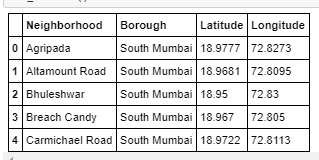 Neighborhood Borough Latitude Longitude
0 Agripada South Mumbai 18.9777 72.8273
1 Altamount Road South Mumbai 18.9681 72.8095
2 Bhuleshwar South Mumbai 18.95 72.83
3 Breach Candy South Mumbai 18.967 72.805
4 Carmichael Road South Mumbai 18.9722 72.8113